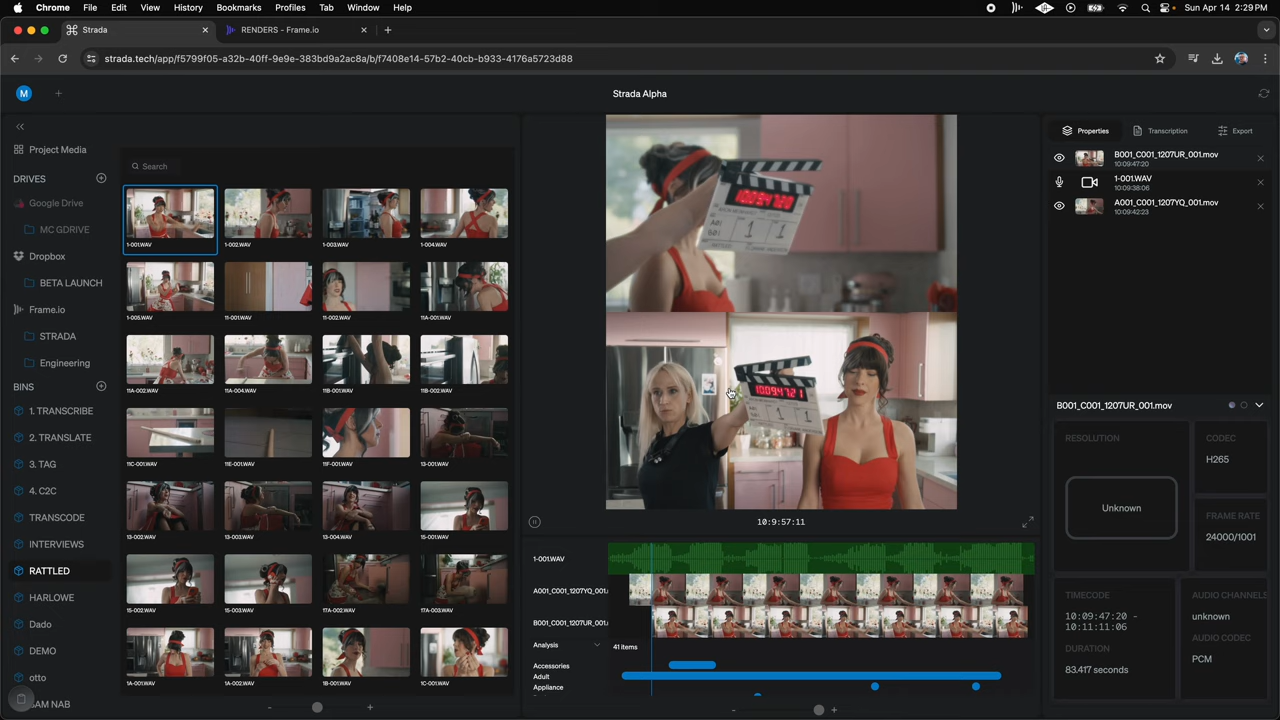 Chrome File Edit View History Bookmarks Profiles Tab Window Help Sun Apr 14 2:29 PM
Strada RENDERS - Frame.io
strada.tech/app/f5799f05-a32b-40ff-9e9e-383bd9a2ac8a/b/f7408e14-57b2-40cb-b933-4176a5723d88
M Strada Alpha
Project Media
DRIVES
Google Drive
MC GDRIVE
Dropbox
BETA LAUNCH
Frame.io
STRADA
Engineering
BINS
1. TRANSCRIBE
2. TRANSLATE
3. TAG
4. C2C
TRANSCODE
INTERVIEWS
RATTLED
HARLOWE
Dado
DEMO
otto
SAM NAB
Search
1-001.WAV 1-002.WAV 1-003.WAV 1-004.WAV
1-005.WAV 11-001.WAV 11-002.WAV 11A-001.WAV
11A-002.WAV 11A-004.WAV 11B-001.WAV 11B-002.WAV
11C-001.WAV 11E-001.WAV 11F-001.WAV 13-001.WAV
13-002.WAV 13-003.WAV 13-004.WAV 15-001.WAV
15-002.WAV 15-003.WAV 17A-002.WAV 17A-003.WAV
1A-001.WAV 1A-002.WAV 1B-001.WAV 1C-001.WAV
10094721
10:9:57:11
1-001.WAV
A001_C001_1207YQ_001.
B001_C001_1207UR_001.
Analysis 41 items
Accessories
Adult
Appliance
Properties Transcription Export
B001_C001_1207UR_001.mov
10:09:47:20
1-001.WAV
10:09:38:06
A001_C001_1207YQ_001.mov
10:09:42:23
B001_C001_1207UR_001.mov
RESOLUTION
Unknown
CODEC
H265
FRAME RATE
24000/1001
TIMECODE
10:09:47:20 -
10:11:11:06
DURATION
83.417 seconds
AUDIO CHANNELS
unknown
AUDIO CODEC
PCM